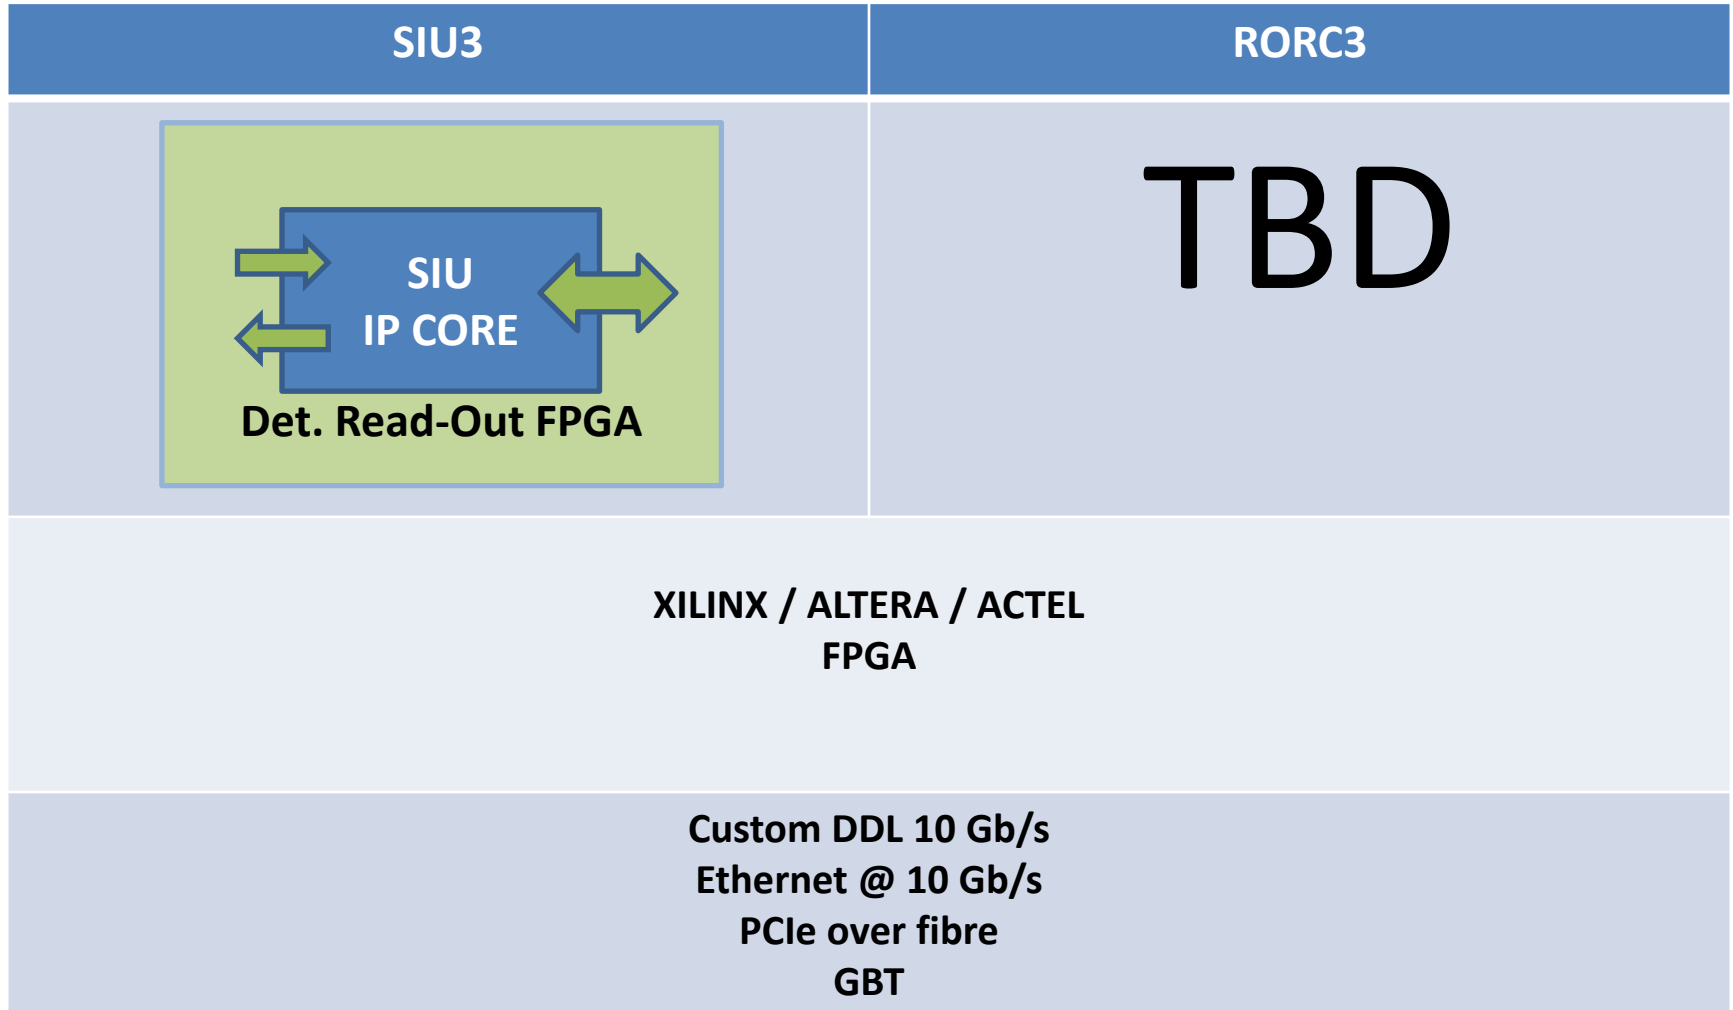 SIU3
RORC3
SIU
IP CORE
Det. Read-Out FPGA
TBD
XILINX / ALTERA / ACTEL
FPGA
Custom DDL 10 Gb/s
Ethernet @ 10 Gb/s
PCIe over fibre
GBT